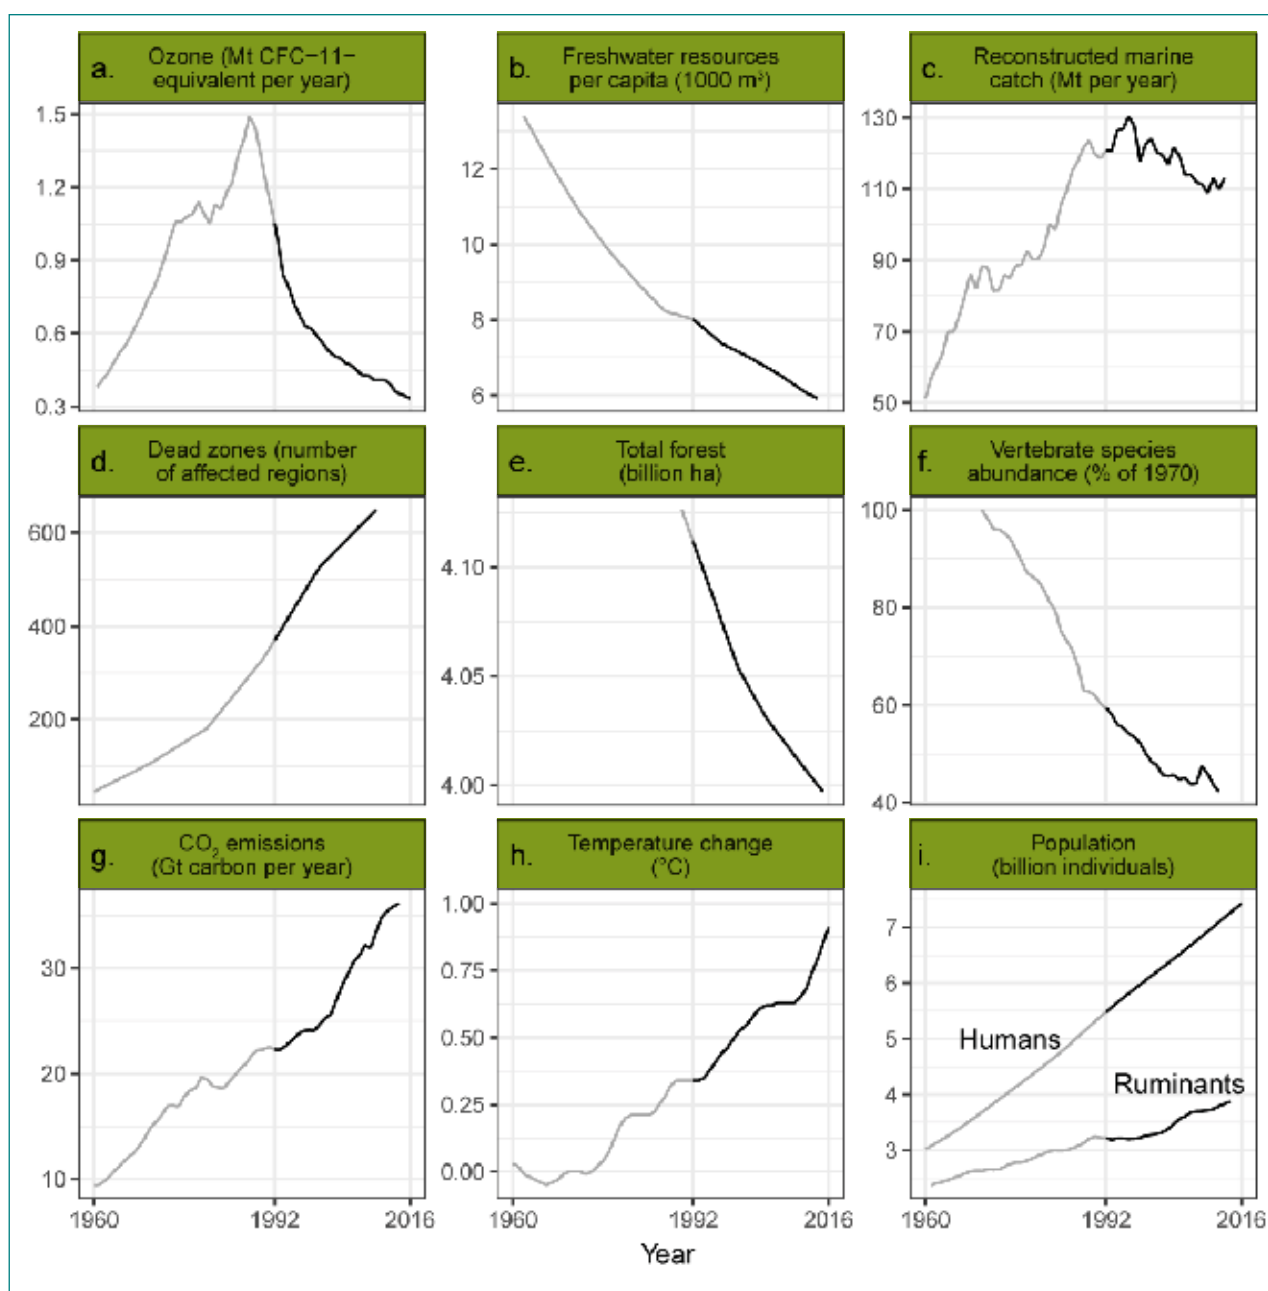 a. Ozone (Mt CFC−11−
equivalent per year)
b. Freshwater resources
per capita (1000 m³)
c. Reconstructed marine
catch (Mt per year)
1.5
1.2
0.9
0.6
0.3
12
10
8
6
130
110
90
70
50
d. Dead zones (number
of affected regions)
e. Total forest
(billion ha)
f. Vertebrate species
abundance (% of 1970)
600
400
200
4.10
4.05
4.00
100
80
60
40
g. CO₂ emissions
(Gt carbon per year)
h. Temperature change
(°C)
i. Population
(billion individuals)
30
20
10
1.00
0.75
0.50
0.25
0.00
7
6
5
4
3
Humans
Ruminants
1960 1992 2016
1960 1992 2016
1960 1992 2016
Year